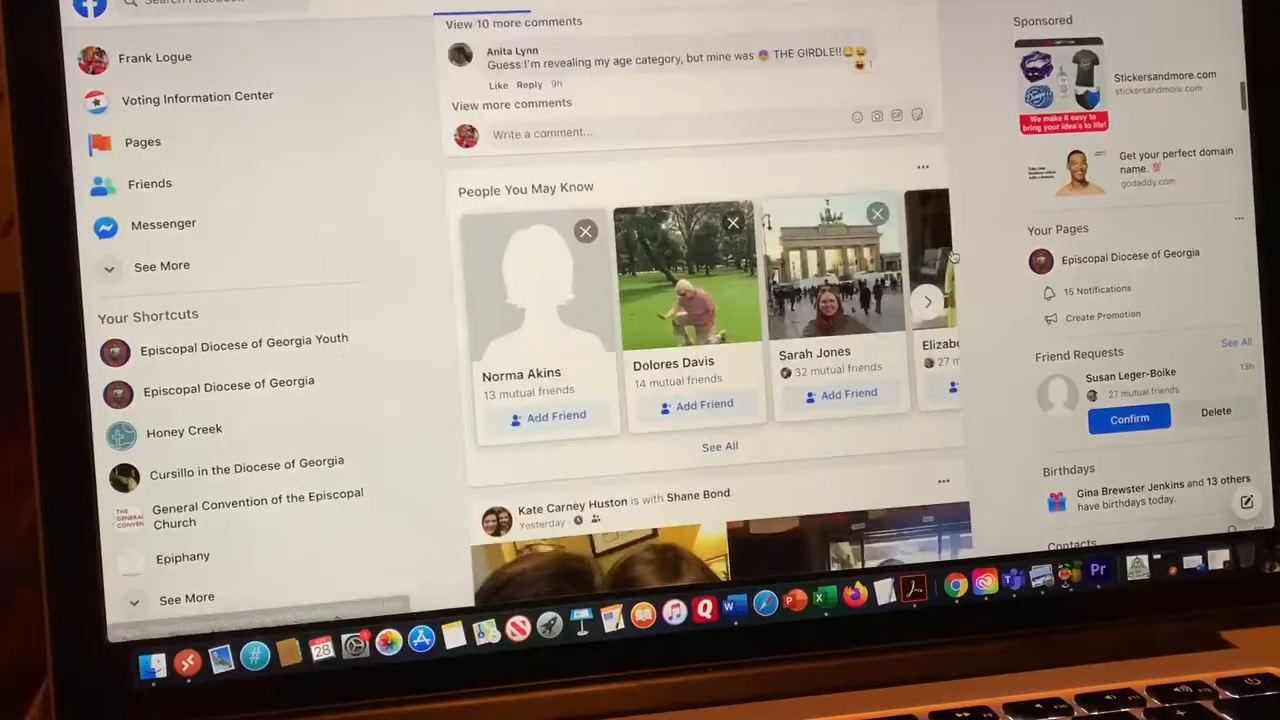 Search Facebook
Frank Logue
Voting Information Center
Pages
Friends
Messenger
See More
Your Shortcuts
Episcopal Diocese of Georgia Youth
Episcopal Diocese of Georgia
Honey Creek
Cursillo in the Diocese of Georgia
General Convention of the Episcopal
Church
Epiphany
See More
View 10 more comments
Anita Lynn
Guess I'm revealing my age category, but mine was 🤯 THE GIRDLE!!😂😆
1
Like Reply 9h
View more comments
Write a comment...
People You May Know
Norma Akins
13 mutual friends
Add Friend
Dolores Davis
14 mutual friends
Add Friend
Sarah Jones
32 mutual friends
Add Friend
Elizab
27 m
See All
Kate Carney Huston is with Shane Bond.
Yesterday
Sponsored
We make it easy to
bring your idea's to life!
Stickersandmore.com
stickersandmore.com
Get your perfect domain
name. 💯
godaddy.com
Your Pages
Episcopal Diocese of Georgia
15 Notifications
Create Promotion
Friend Requests
See All
Susan Leger-Boike
13h
27 mutual friends
Confirm
Delete
Birthdays
Gina Brewster Jenkins and 13 others
have birthdays today.
Contacts
28
Pr